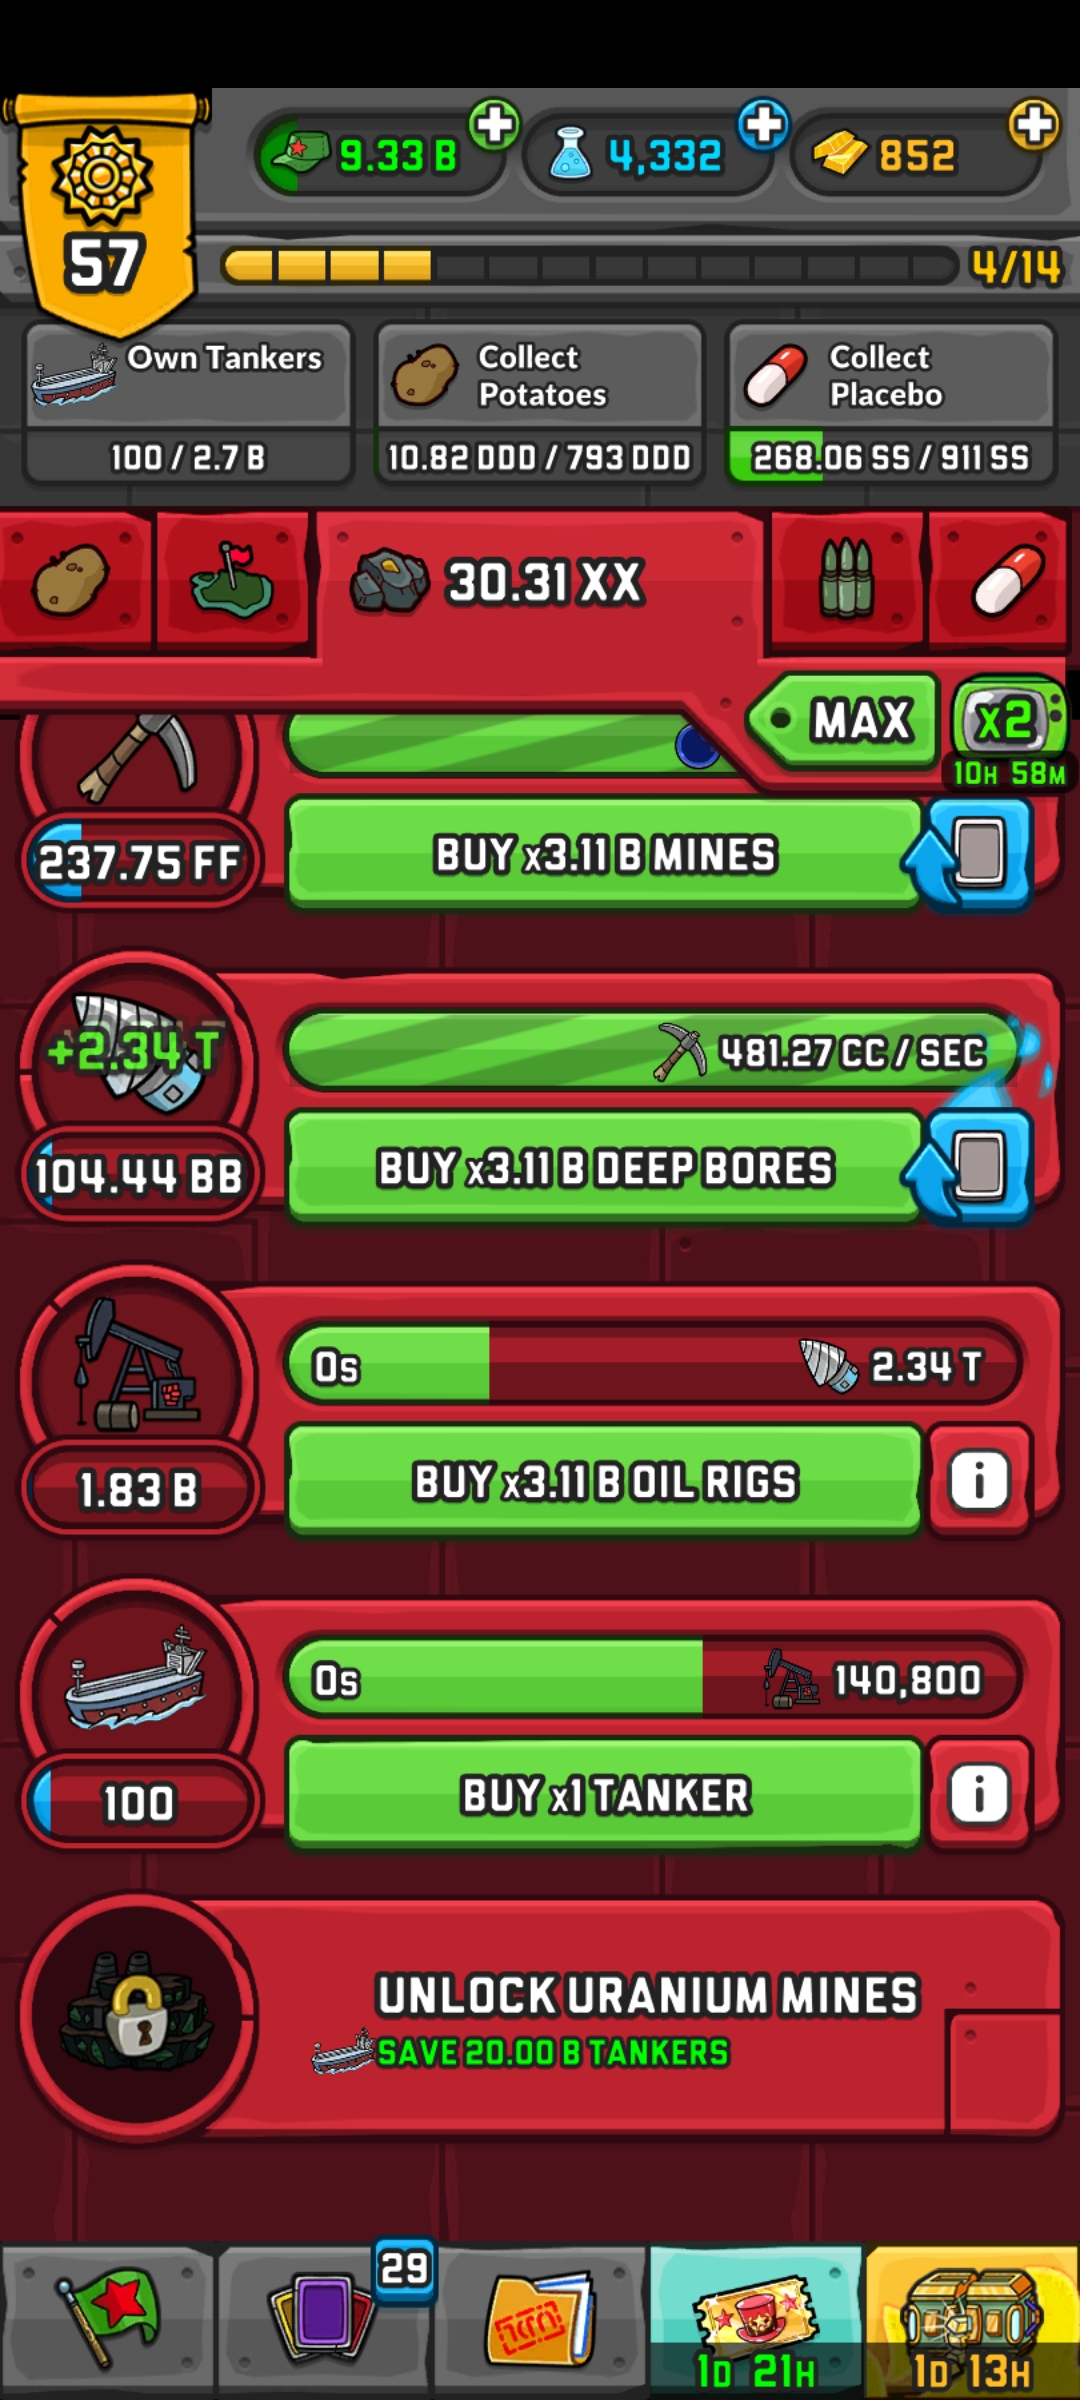 57
9.33 B
4,332
852
4/14
Own Tankers
100 / 2.7 B
Collect
Potatoes
10.82 DDD / 793 DDD
Collect
Placebo
268.06 SS / 911 SS
30.31 XX
MAX
x2
10H 58M
237.75 FF
BUY x3.11 B MINES
+2.34 T
481.27 CC / SEC
104.44 BB
BUY x3.11 B DEEP BORES
0s
2.34 T
1.83 B
BUY x3.11 B OIL RIGS
i
0s
140,800
100
BUY x1 TANKER
i
UNLOCK URANIUM MINES
SAVE 20.00 B TANKERS
29
1D 21H
1D 13H